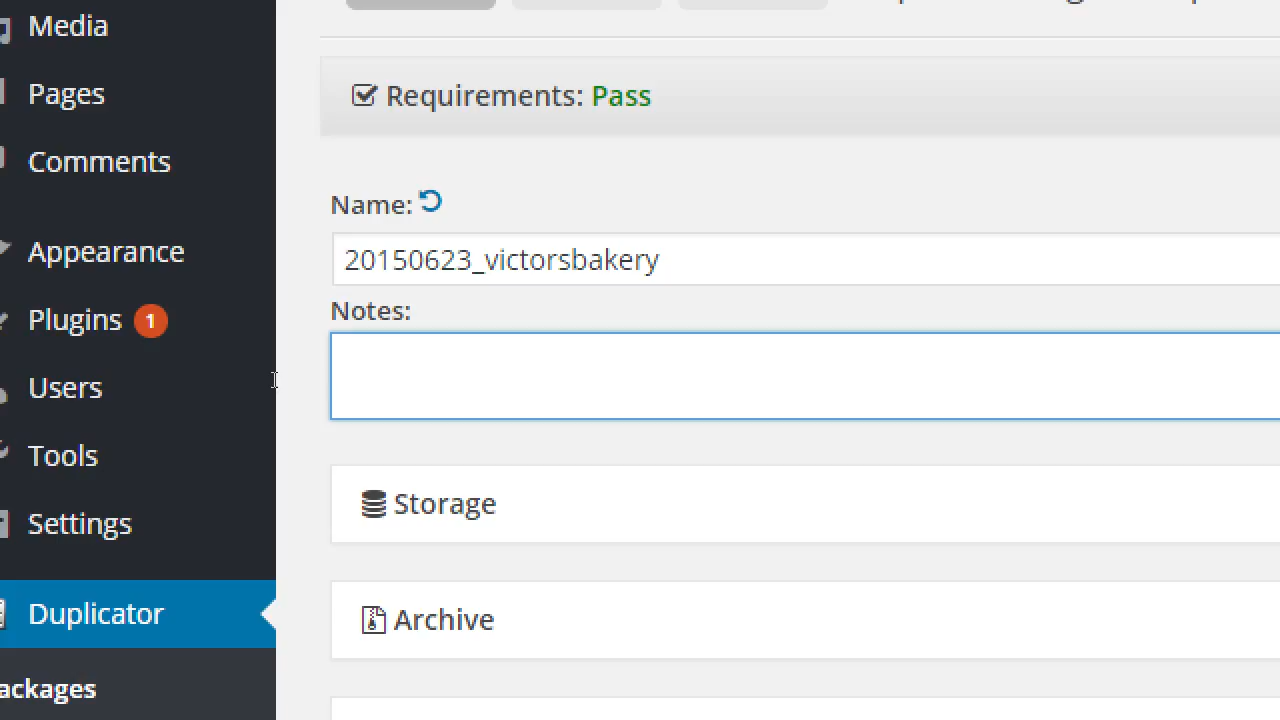 Media
Pages
Comments
Appearance
Plugins 1
Users
Tools
Settings
Duplicator
ackages
Requirements: Pass
Name:
20150623_victorsbakery
Notes:
Storage
Archive